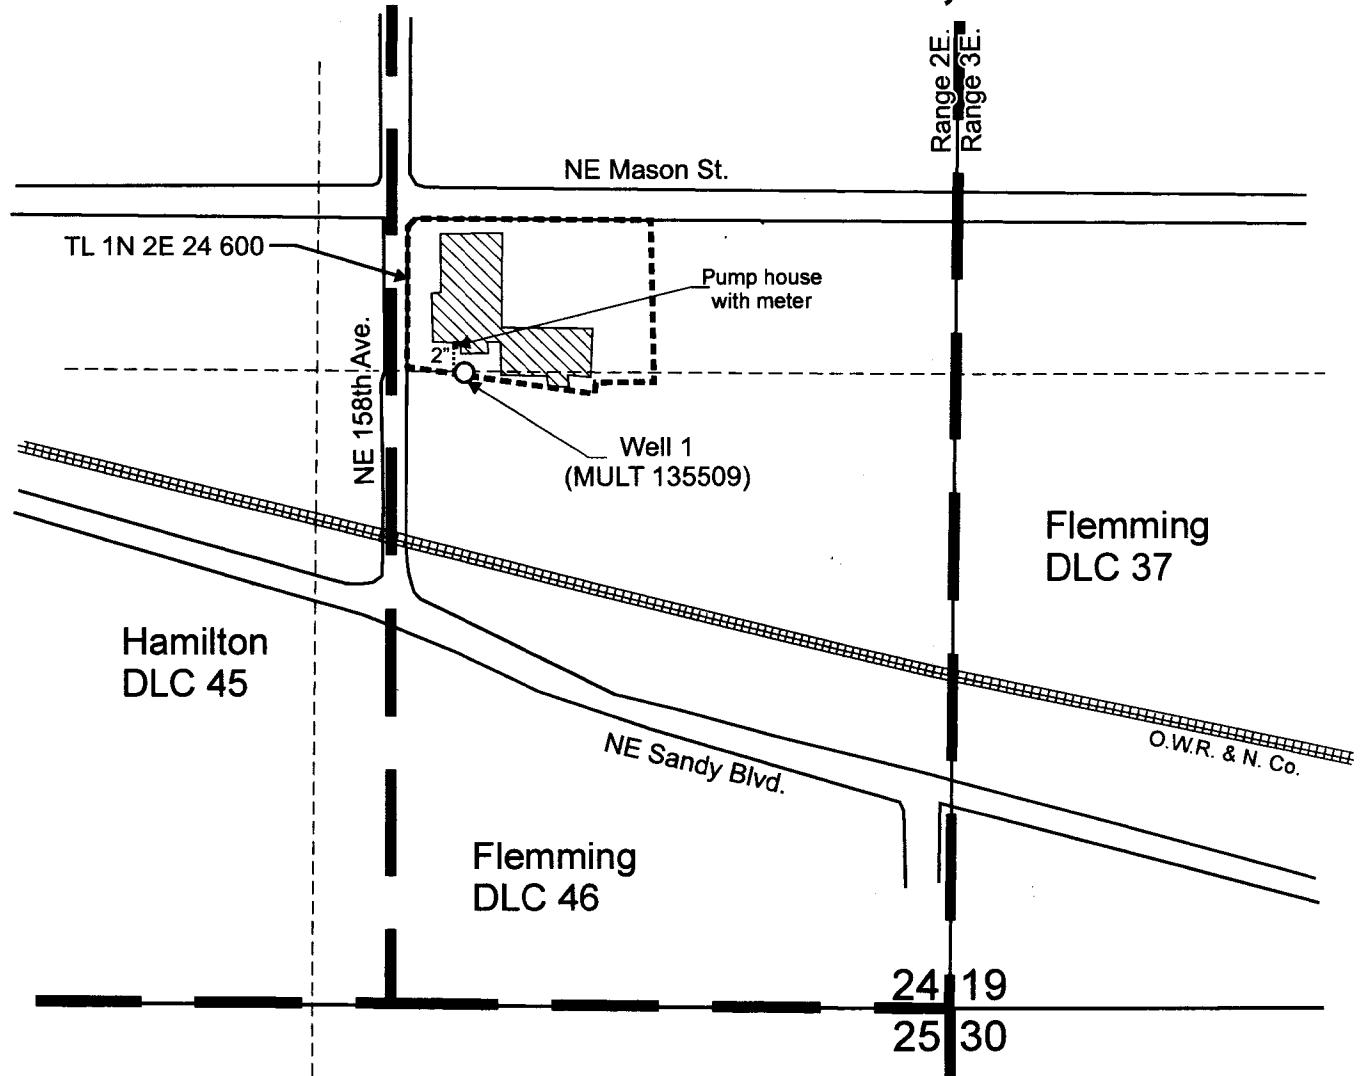 Range 2E.
Range 3E.
NE Mason St.
TL 1N 2E 24 600
Pump house
with meter
2"
NE 158th Ave.
Well 1
(MULT 135509)
Flemming
DLC 37
Hamilton
DLC 45
NE Sandy Blvd.
O.W.R. & N. Co.
Flemming
DLC 46
24 19
25 30